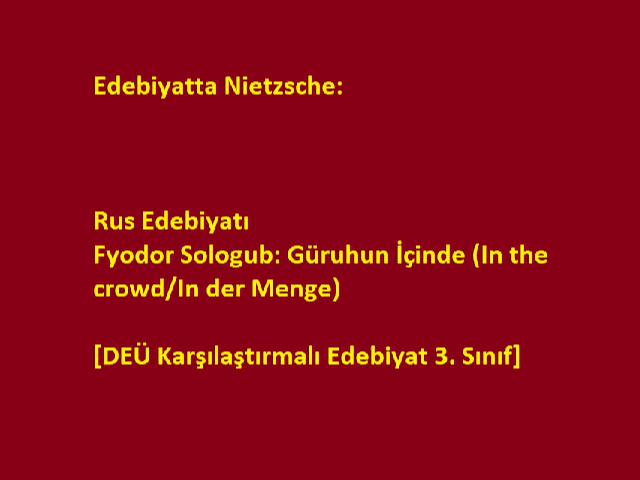 Edebiyatta Nietzsche:
Rus Edebiyatı
Fyodor Sologub: Güruhun İçinde (In the
crowd/In der Menge)
[DEÜ Karşılaştırmalı Edebiyat 3. Sınıf]